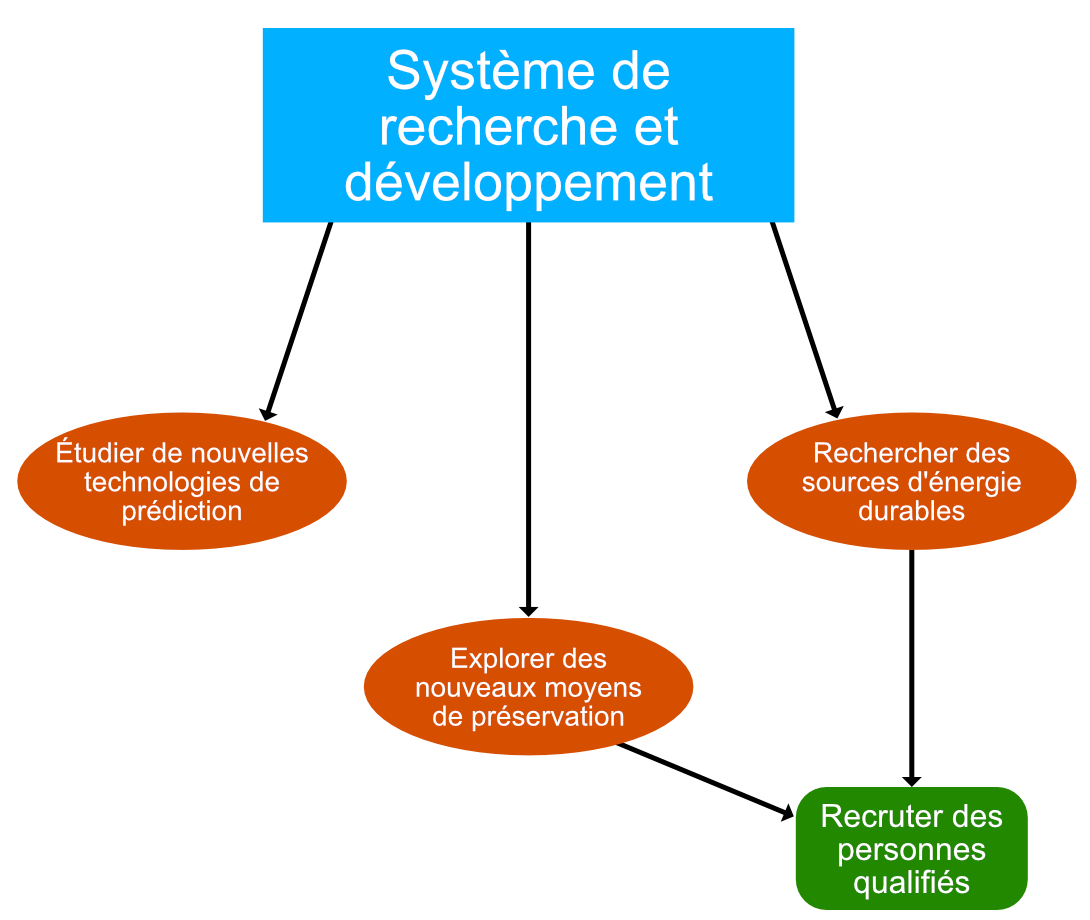 Système de
recherche et
développement
Étudier de nouvelles
technologies de
prédiction
Rechercher des
sources d'énergie
durables
Explorer des
nouveaux moyens
de préservation
Recruter des
personnes
qualifiés